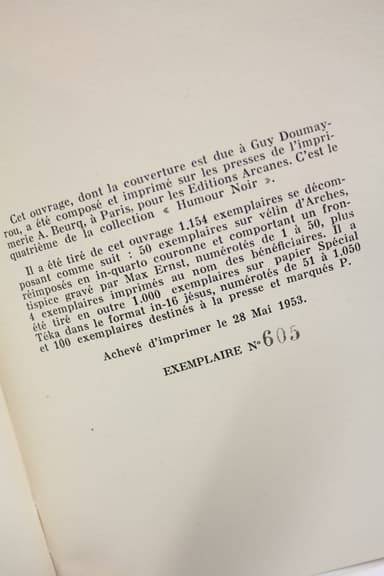 Cet ouvrage, dont la couverture est due à Guy Doumay-
rou, a été composé et imprimé sur les presses de l'impri-
merie A. Beurq, à Paris, pour les Editions Arcanes. C'est le
quatrième de la collection « Humour Noir ».
Il a été tiré de cet ouvrage 1.154 exemplaires se décom-
posant comme suit : 50 exemplaires sur vélin d'Arches,
réimposés en in-quarto couronne et comportant un fron-
tispice gravé par Max Ernst, numérotés de 1 à 50, plus
4 exemplaires imprimés au nom des bénéficiaires. Il a
été tiré en outre 1.000 exemplaires sur papier Spécial
Téka dans le format in-16 jésus, numérotés de 51 à 1.050
et 100 exemplaires destinés à la presse et marqués P.
Achevé d'imprimer le 28 Mai 1953.
EXEMPLAIRE N° 605